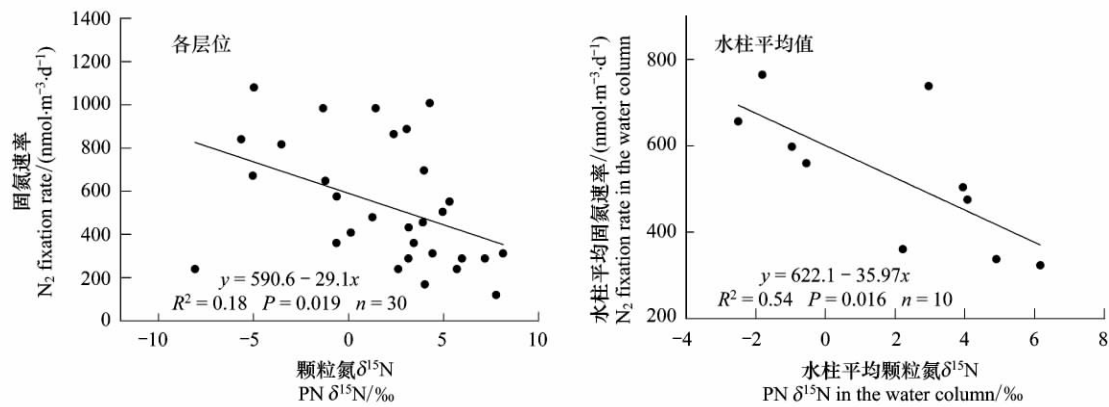 1400
1200
1000
800
600
400
200
0
各层位
固氮速率
N₂ fixation rate/(nmol·m⁻³·d⁻¹)
y = 590.6 − 29.1x
R² = 0.18 P = 0.019 n = 30
−10 −5 0 5 10
颗粒氮δ¹⁵N
PN δ¹⁵N/‰
800
600
400
200
水柱平均值
水柱平均固氮速率/(nmol·m⁻³·d⁻¹)
N₂ fixation rate in the water column
y = 622.1 − 35.97x
R² = 0.54 P = 0.016 n = 10
−4 −2 0 2 4 6 8
水柱平均颗粒氮δ¹⁵N
PN δ¹⁵N in the water column/‰